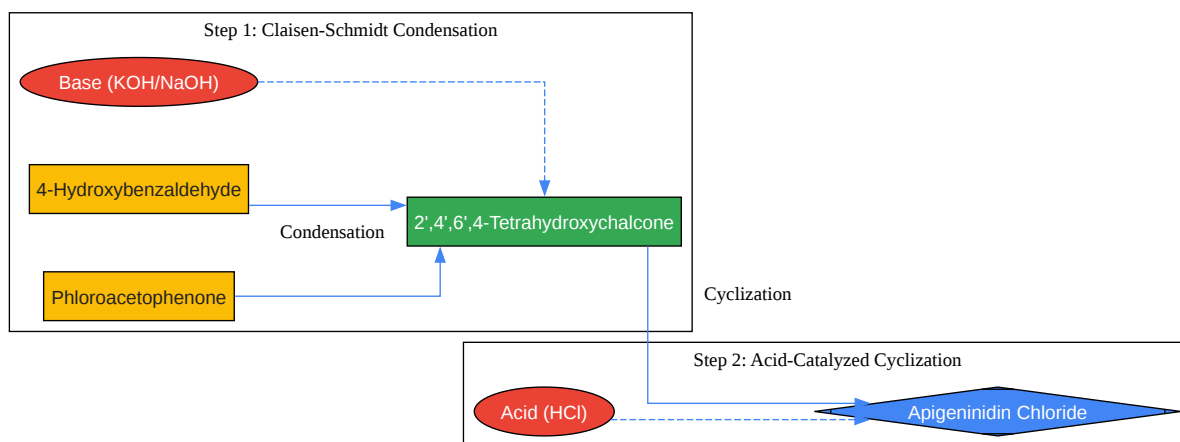 Step 1: Claisen-Schmidt Condensation
Base (KOH/NaOH)
4-Hydroxybenzaldehyde
Condensation
2',4',6',4-Tetrahydroxychalcone
Phloroacetophenone
Cyclization
Step 2: Acid-Catalyzed Cyclization
Acid (HCl)
Apigeninidin Chloride